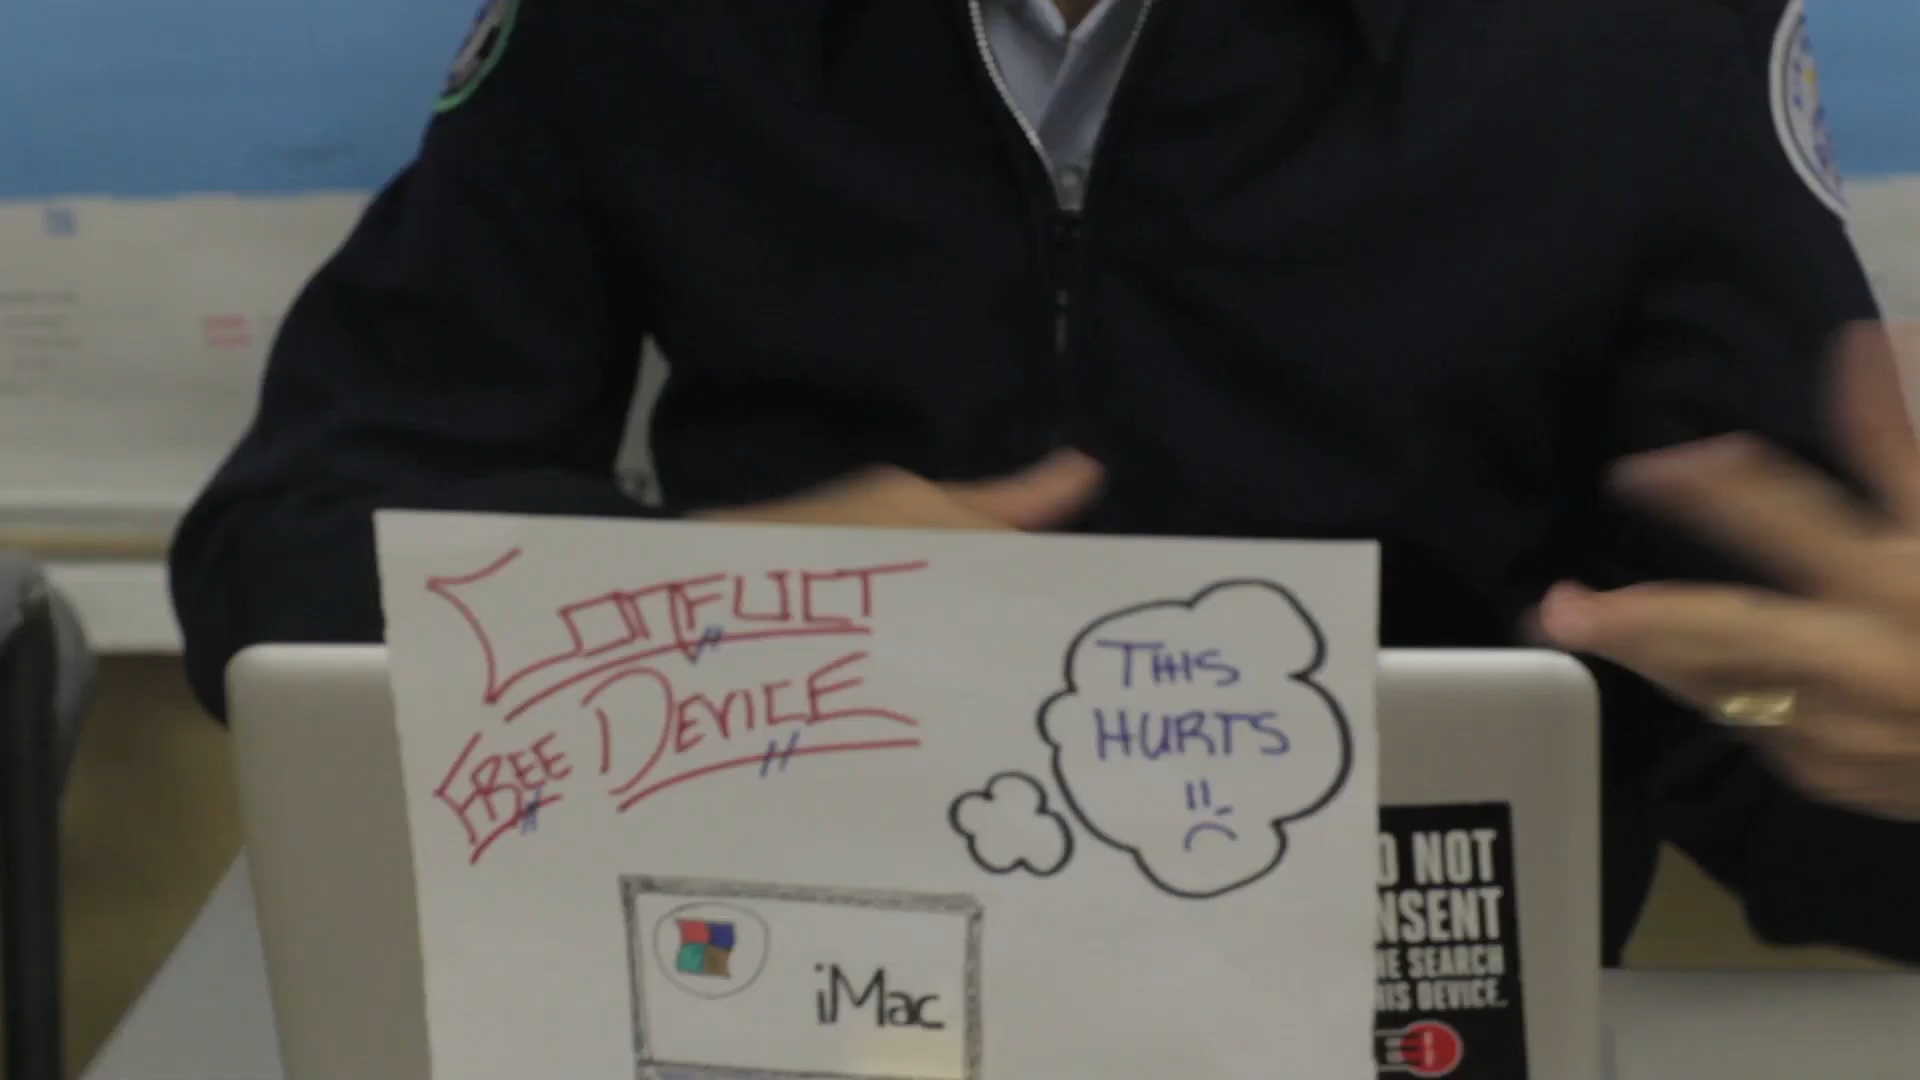 CONFLICT
FREE DEVICE
THIS
HURTS
iMac
O NOT
NSENT
HE SEARCH
HIS DEVICE.